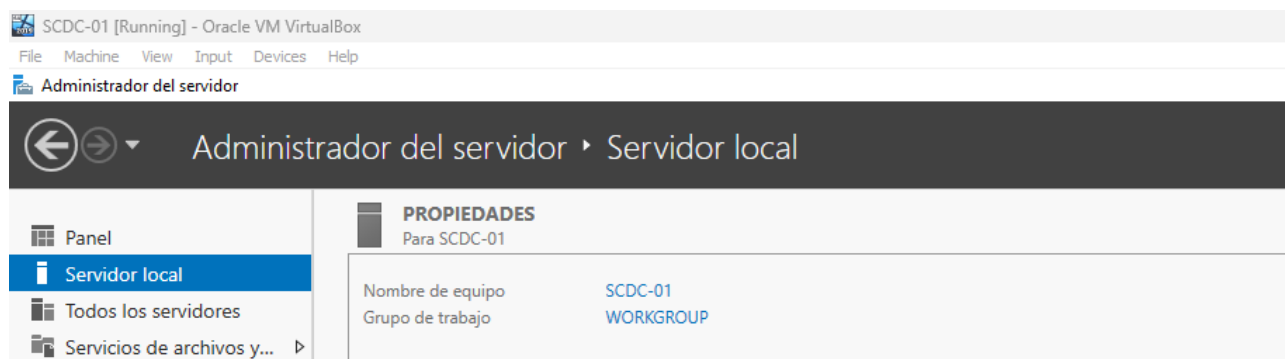 SCDC-01 [Running] - Oracle VM VirtualBox
File Machine View Input Devices Help
Administrador del servidor
Administrador del servidor ‣ Servidor local
PROPIEDADES
Para SCDC-01
Panel
Servidor local
Todos los servidores
Servicios de archivos y...
Nombre de equipo SCDC-01
Grupo de trabajo WORKGROUP